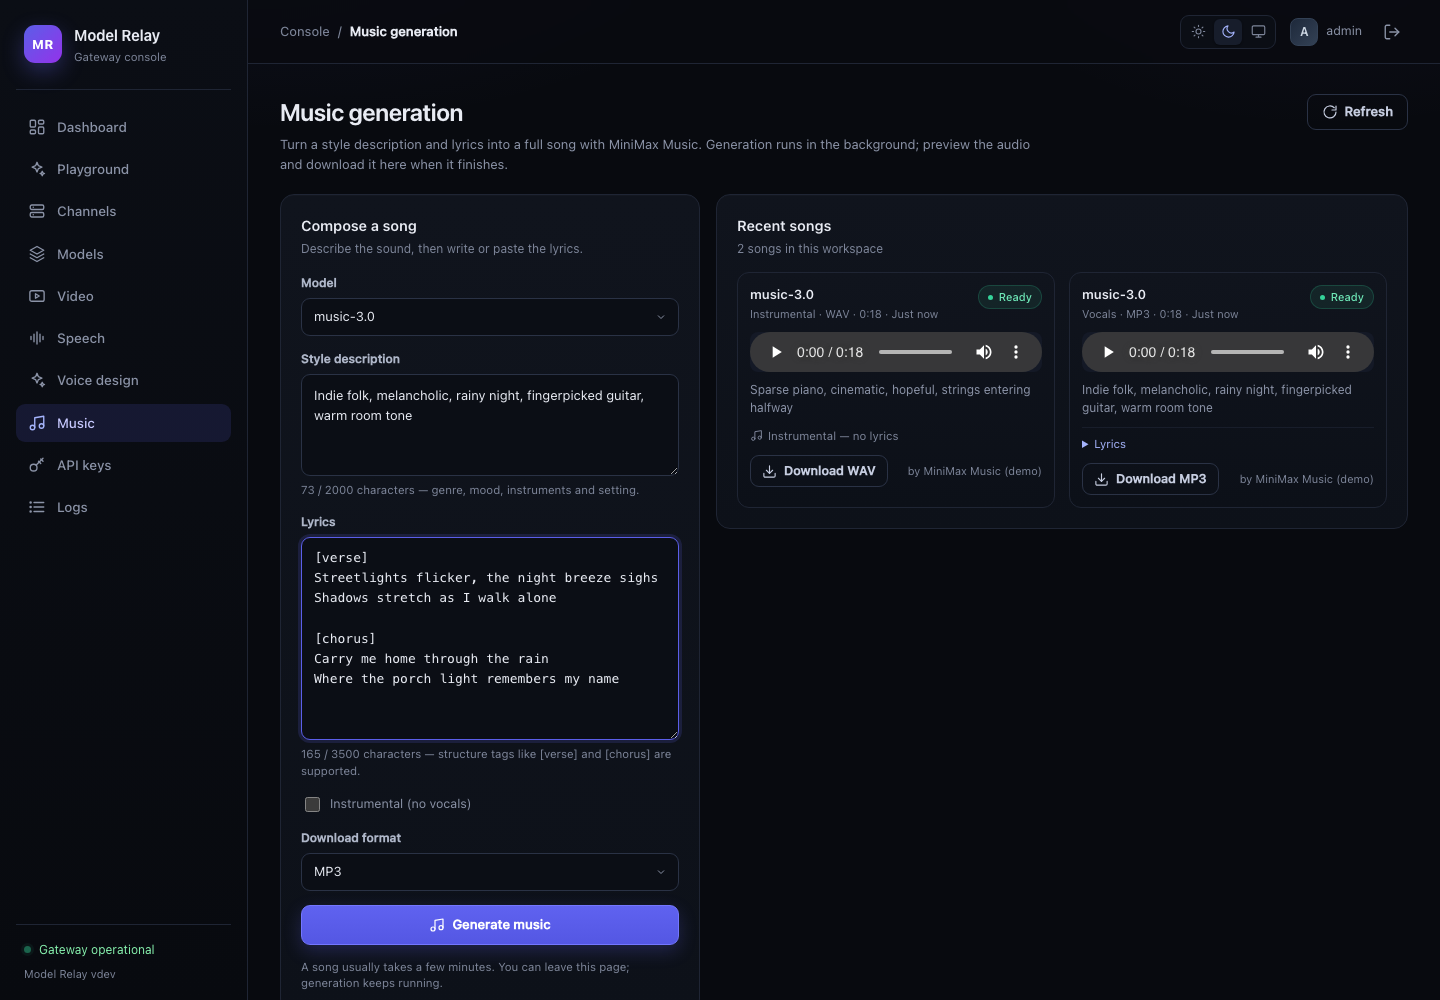 MR
Model Relay
Gateway console
Dashboard
Playground
Channels
Models
Video
Speech
Voice design
Music
API keys
Logs
Gateway operational
Model Relay vdev
Console / Music generation
A admin
Music generation
Refresh
Turn a style description and lyrics into a full song with MiniMax Music. Generation runs in the background; preview the audio
and download it here when it finishes.
Compose a song
Describe the sound, then write or paste the lyrics.
Model
music-3.0
Style description
Indie folk, melancholic, rainy night, fingerpicked guitar,
warm room tone
73 / 2000 characters — genre, mood, instruments and setting.
Lyrics
[verse]
Streetlights flicker, the night breeze sighs
Shadows stretch as I walk alone
[chorus]
Carry me home through the rain
Where the porch light remembers my name
165 / 3500 characters — structure tags like [verse] and [chorus] are
supported.
Instrumental (no vocals)
Download format
MP3
Generate music
A song usually takes a few minutes. You can leave this page;
generation keeps running.
Recent songs
2 songs in this workspace
music-3.0
Ready
Instrumental · WAV · 0:18 · Just now
0:00 / 0:18
Sparse piano, cinematic, hopeful, strings entering
halfway
Instrumental — no lyrics
Download WAV
by MiniMax Music (demo)
music-3.0
Ready
Vocals · MP3 · 0:18 · Just now
0:00 / 0:18
Indie folk, melancholic, rainy night, fingerpicked
guitar, warm room tone
Lyrics
Download MP3
by MiniMax Music (demo)